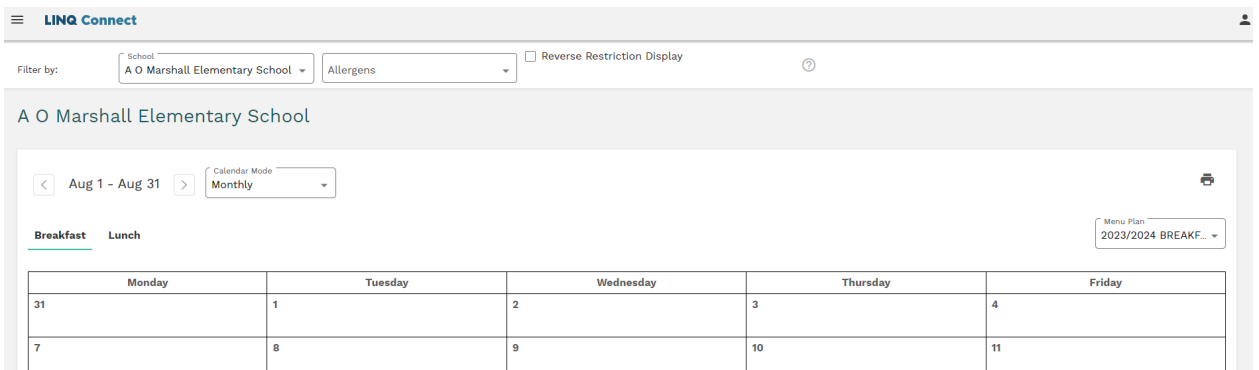 LINQ Connect
Filter by:
School
A O Marshall Elementary School
Allergens
Reverse Restriction Display
?
A O Marshall Elementary School
< Aug 1 - Aug 31 >
Calendar Mode
Monthly
Breakfast Lunch
Menu Plan
2023/2024 BREAKF...
Monday Tuesday Wednesday Thursday Friday
31 1 2 3 4
7 8 9 10 11